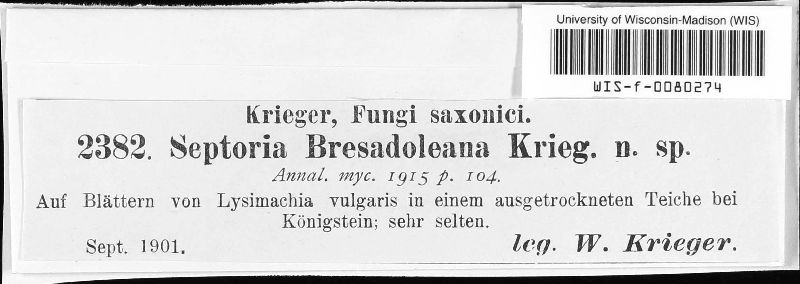 University of Wisconsin-Madison (WIS)
WIS-f-0080274
Krieger, Fungi saxonici.
2382. Septoria Bresadoleana Krieg. n. sp.
Annal. myc. 1915 p. 104.
Auf Blättern von Lysimachia vulgaris in einem ausgetrockneten Teiche bei
Königstein; sehr selten.
Sept. 1901. leg. W. Krieger.